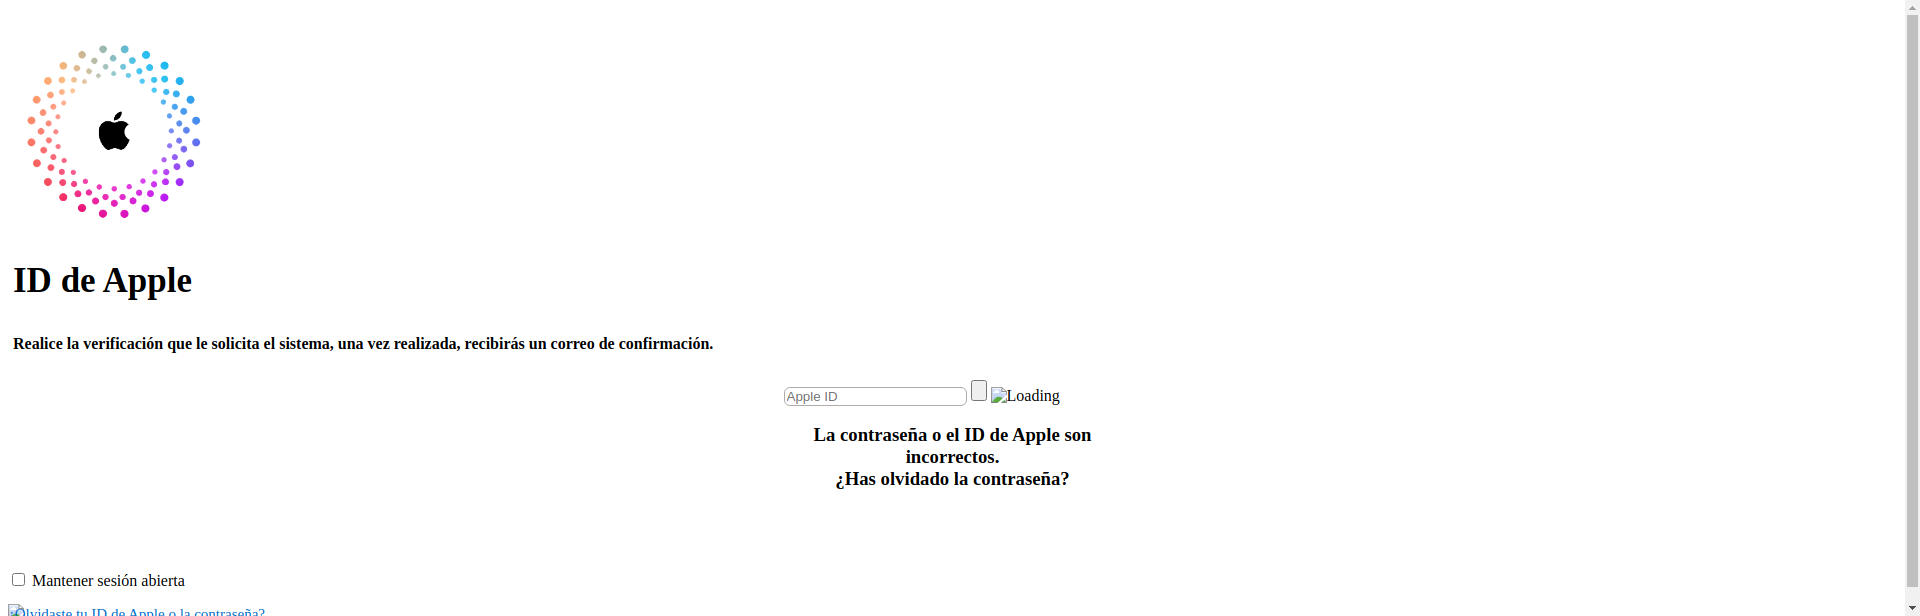 ID de Apple
Realice la verificación que le solicita el sistema, una vez realizada, recibirás un correo de confirmación.
Apple ID
Loading
La contraseña o el ID de Apple son
incorrectos.
¿Has olvidado la contraseña?
Mantener sesión abierta
¿Olvidaste tu ID de Apple o la contraseña?